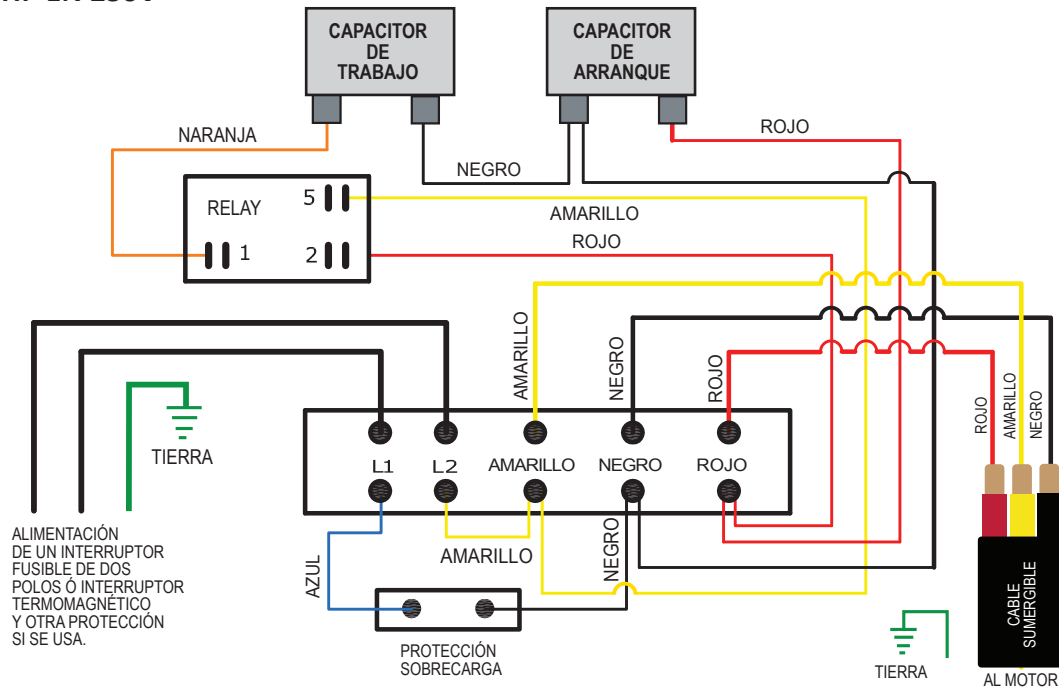 CAPACITOR
DE
TRABAJO
CAPACITOR
DE
ARRANQUE
NARANJA
ROJO
NEGRO
RELAY
5
1
2
AMARILLO
ROJO
AMARILLO
NEGRO
ROJO
ROJO
AMARILLO
NEGRO
TIERRA
L1
L2
AMARILLO
NEGRO
ROJO
ALIMENTACIÓN
DE UN INTERRUPTOR
FUSIBLE DE DOS
POLOS Ó INTERRUPTOR
TERMOMAGNÉTICO
Y OTRA PROTECCIÓN
SI SE USA.
AZUL
AMARILLO
NEGRO
PROTECCIÓN
SOBRECARGA
TIERRA
CABLE
SUMERGIBLE
AL MOTOR